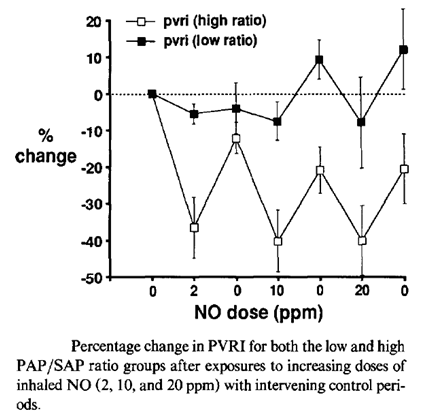 pvri (high ratio)
pvri (low ratio)
20
10
0
-10
-20
-30
-40
-50
%
change
0 2 0 10 0 20 0
NO dose (ppm)
Percentage change in PVRI for both the low and high
PAP/SAP ratio groups after exposures to increasing doses of
inhaled NO (2, 10, and 20 ppm) with intervening control peri-
ods.